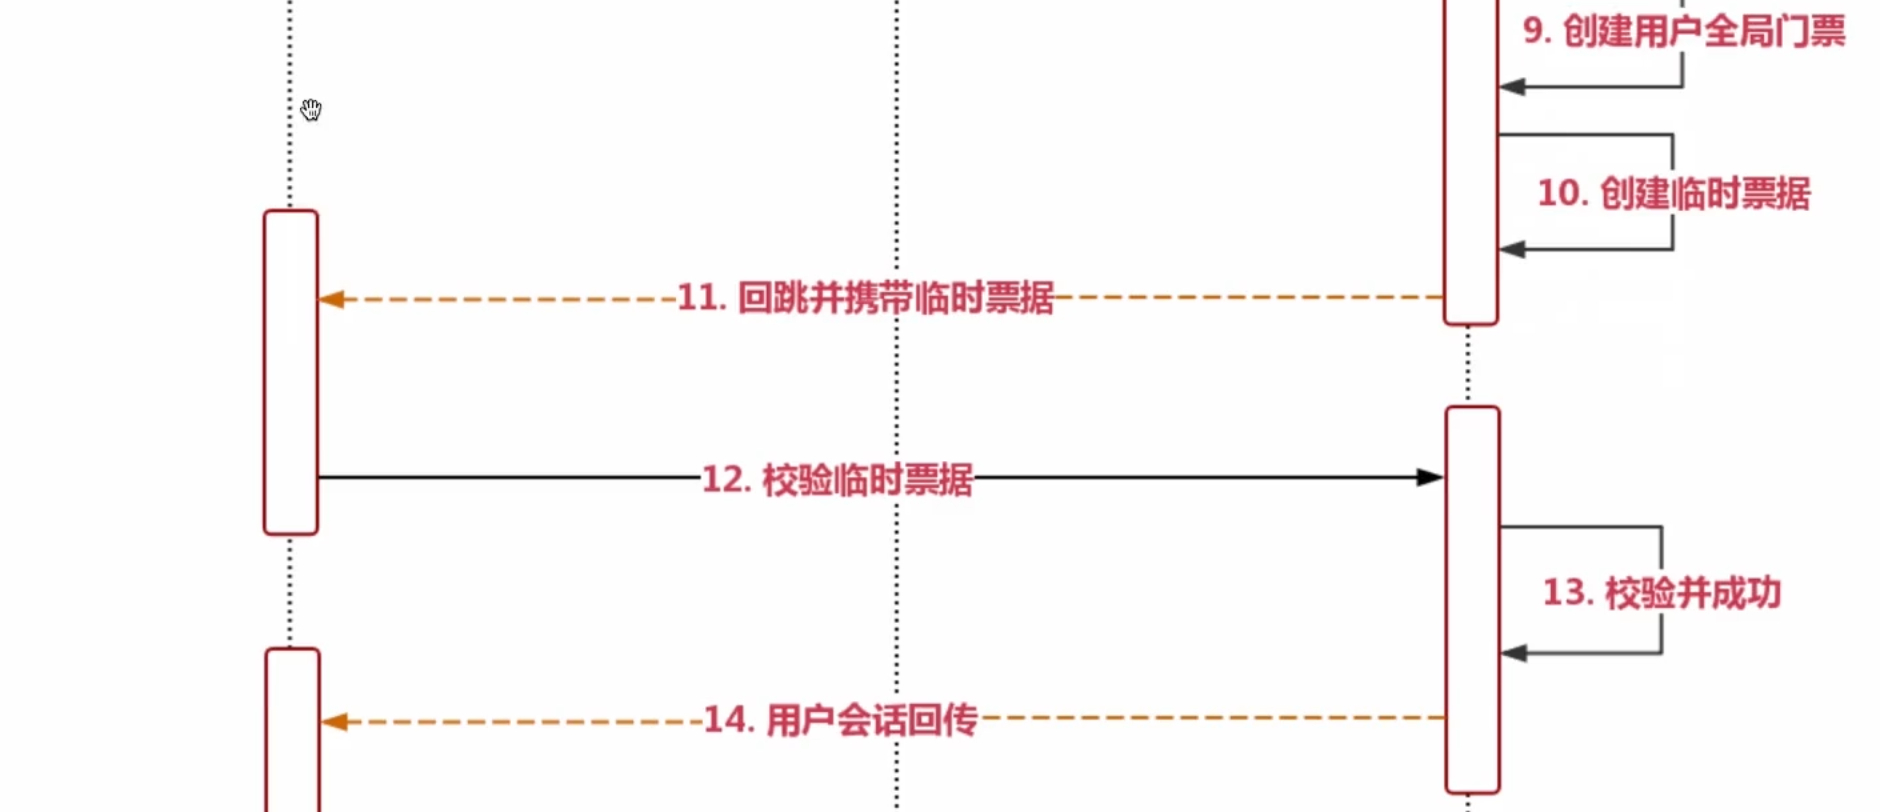 9. 创建用户全局门票
10. 创建临时票据
11. 回跳并携带临时票据
12. 校验临时票据
13. 校验并成功
14. 用户会话回传